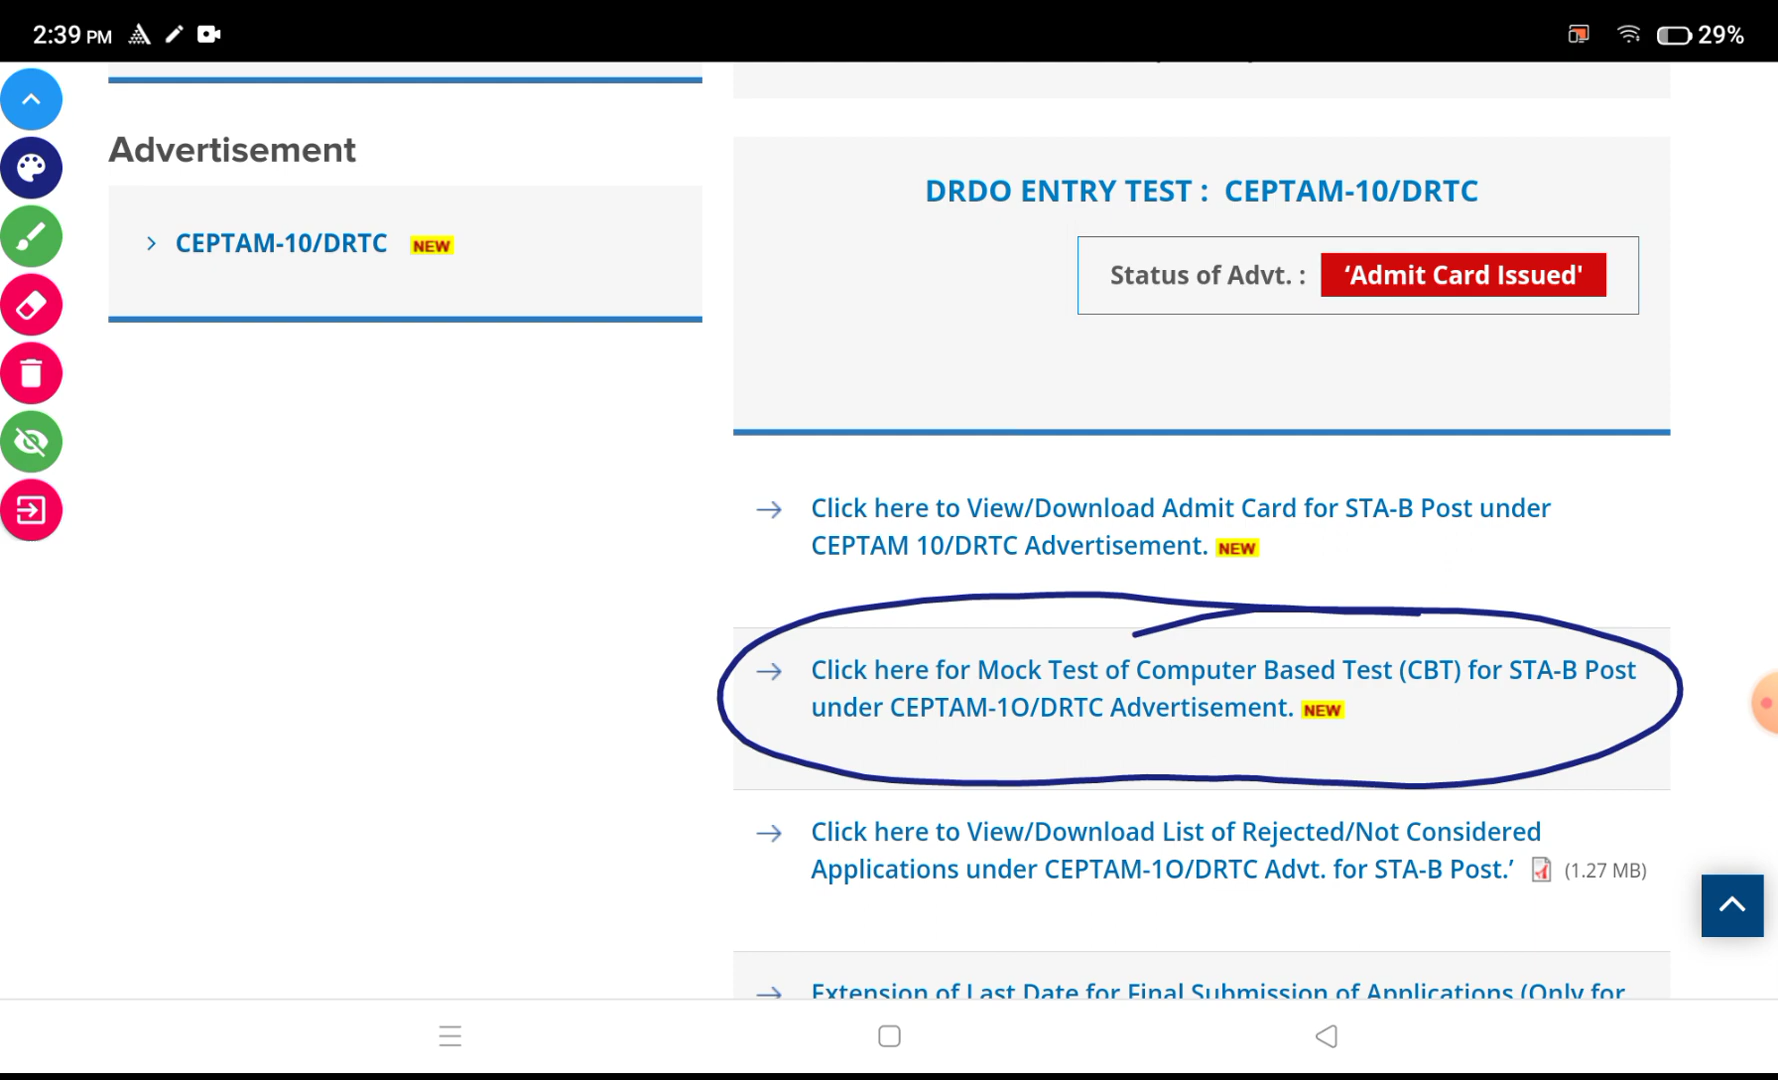 2:39 PM
29%
Advertisement
CEPTAM-10/DRTC NEW
DRDO ENTRY TEST : CEPTAM-10/DRTC
Status of Advt. : ‘Admit Card Issued'
Click here to View/Download Admit Card for STA-B Post under
CEPTAM 10/DRTC Advertisement. NEW
Click here for Mock Test of Computer Based Test (CBT) for STA-B Post
under CEPTAM-1O/DRTC Advertisement. NEW
Click here to View/Download List of Rejected/Not Considered
Applications under CEPTAM-1O/DRTC Advt. for STA-B Post.’ (1.27 MB)
Extension of Last Date for Final Submission of Applications (Only for